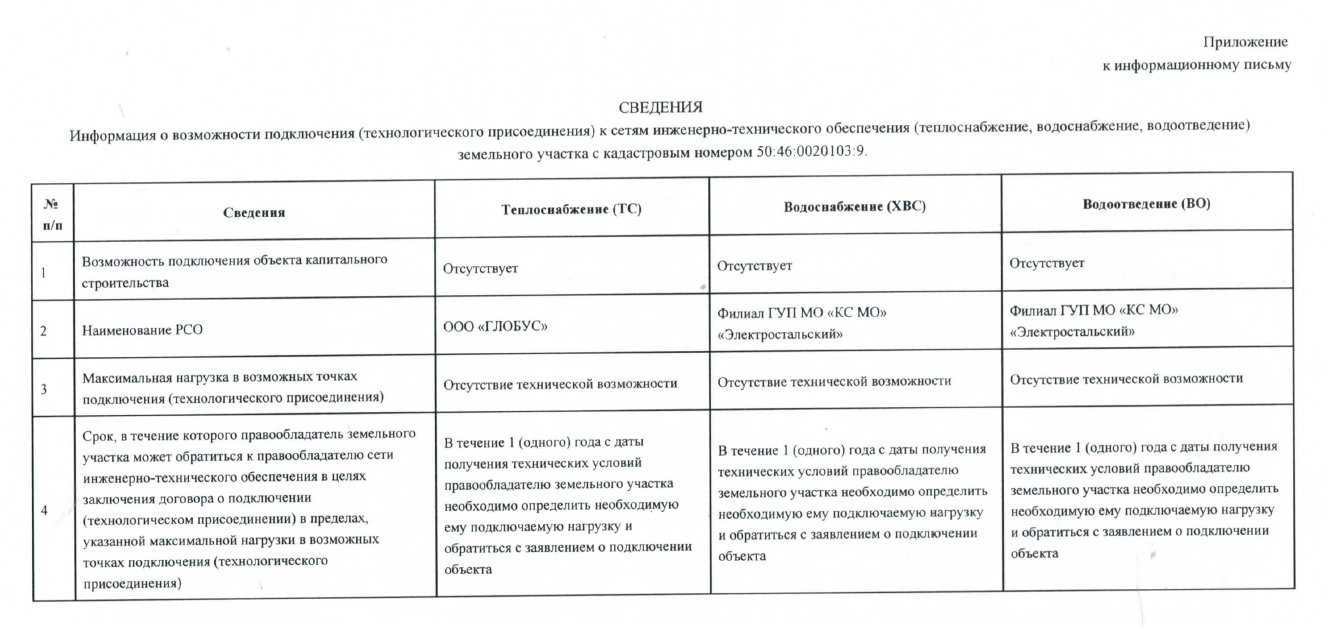 Приложение
к информационному письму
СВЕДЕНИЯ
Информация о возможности подключения (технологического присоединения) к сетям инженерно-технического обеспечения (теплоснабжение, водоснабжение, водоотведение)
земельного участка с кадастровым номером 50:46:0020103:9.
№
п/п
Сведения
Теплоснабжение (ТС)
Водоснабжение (ХВС)
Водоотведение (ВО)
1
Возможность подключения объекта капитального
строительства
Отсутствует
Отсутствует
Отсутствует
2
Наименование РСО
ООО «ГЛОБУС»
Филиал ГУП МО «КС МО»
«Электростальский»
Филиал ГУП МО «КС МО»
«Электростальский»
3
Максимальная нагрузка в возможных точках
подключения (технологического присоединения)
Отсутствие технической возможности
Отсутствие технической возможности
Отсутствие технической возможности
4
Срок, в течение которого правообладатель земельного
участка может обратиться к правообладателю сети
инженерно-технического обеспечения в целях
заключения договора о подключении
(технологическом присоединении) в пределах,
указанной максимальной нагрузки в возможных
точках подключения (технологического
присоединения)
В течение 1 (одного) года с даты
получения технических условий
правообладателю земельного участка
необходимо определить необходимую
ему подключаемую нагрузку и
обратиться с заявлением о подключении
объекта
В течение 1 (одного) года с даты получения
технических условий правообладателю
земельного участка необходимо определить
необходимую ему подключаемую нагрузку
и обратиться с заявлением о подключении
объекта
В течение 1 (одного) года с даты получения
технических условий правообладателю
земельного участка необходимо определить
необходимую ему подключаемую нагрузку
и обратиться с заявлением о подключении
объекта